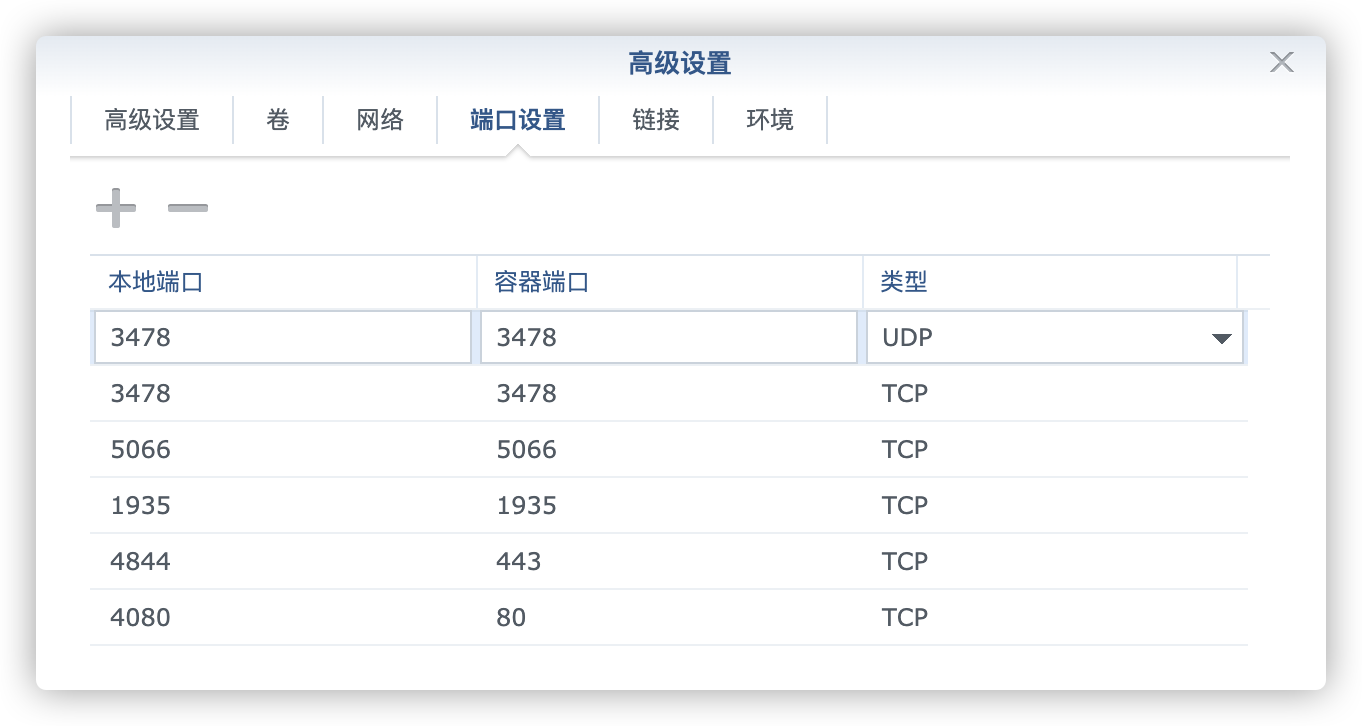 高级设置
高级设置 卷 网络 端口设置 链接 环境
本地端口 容器端口 类型
3478 3478 UDP
3478 3478 TCP
5066 5066 TCP
1935 1935 TCP
4844 443 TCP
4080 80 TCP